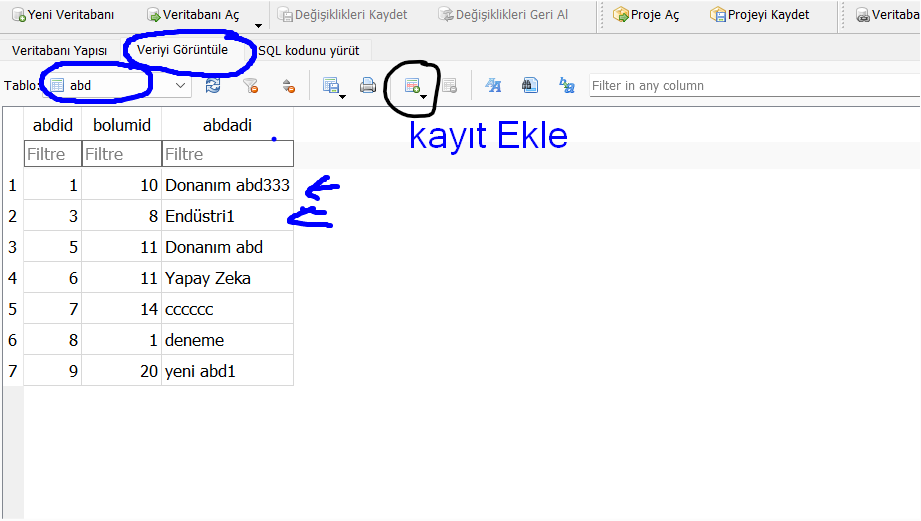 Yeni Veritabanı Veritabanı Aç Değişiklikleri Kaydet Değişiklikleri Geri Al Proje Aç Projeyi Kaydet Veritaba
Veritabanı Yapısı Veriyi Görüntüle SQL kodunu yürüt
Tablo: abd Filter in any column
kayıt Ekle
abdid bolumid abdadi
Filtre Filtre Filtre
1 1 10 Donanım abd333
2 3 8 Endüstri1
3 5 11 Donanım abd
4 6 11 Yapay Zeka
5 7 14 cccccc
6 8 1 deneme
7 9 20 yeni abd1